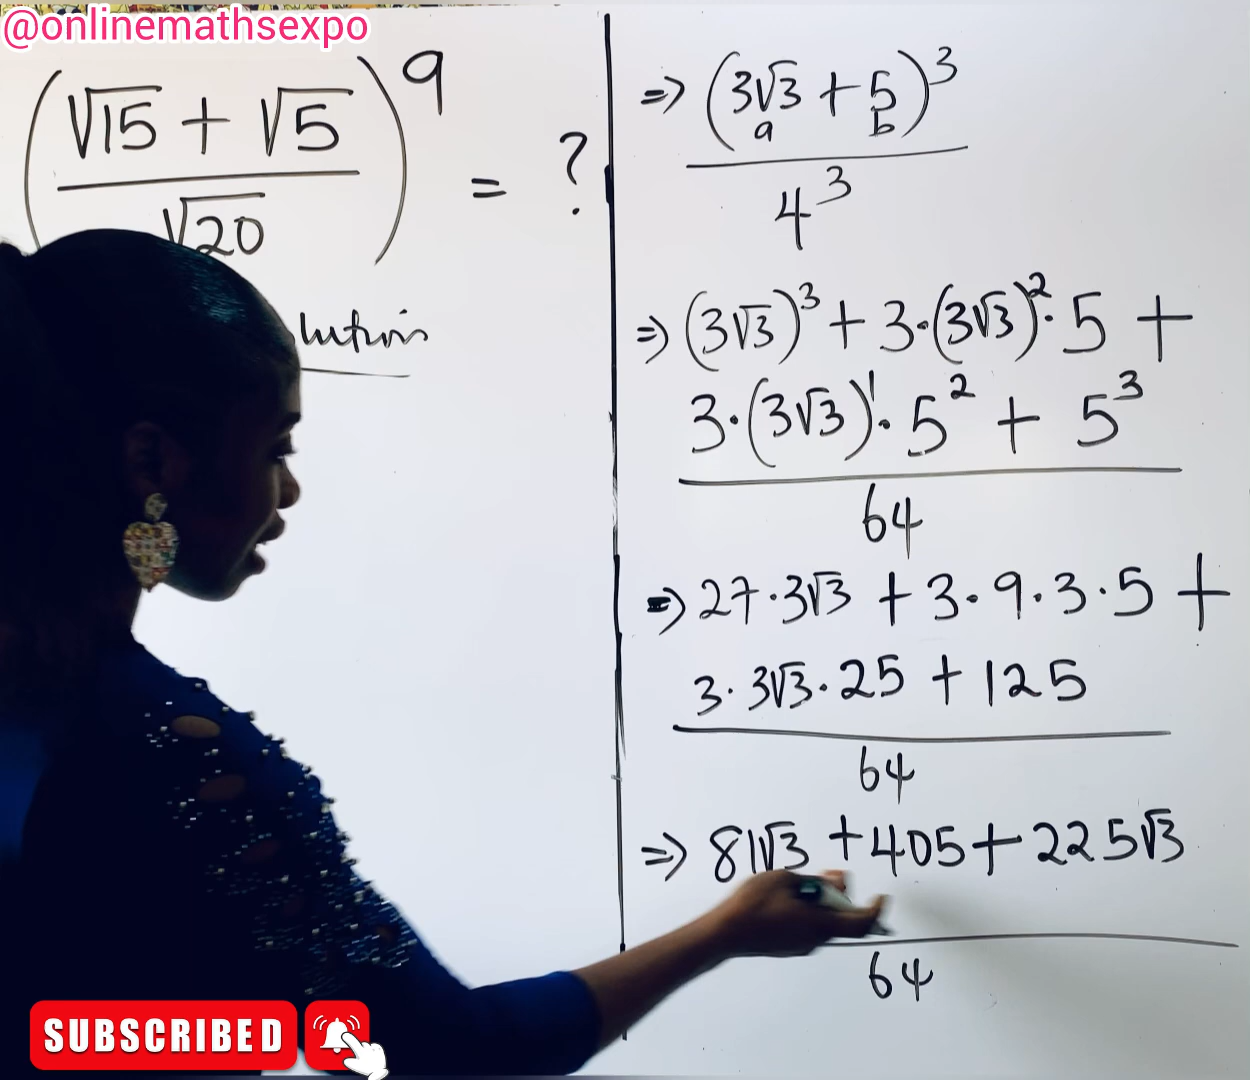 @onlinemathsexpo
(√15 + √5 / √20)^9 = ?
lution
=> (3√3 + 5)^3
a b
4^3
=> (3√3)^3 + 3·(3√3)^2·5 +
3·(3√3)^1·5^2 + 5^3
64
=> 27·3√3 + 3·9·3·5 +
3·3√3·25 + 125
64
=> 81√3 + 405 + 225√3
64
SUBSCRIBED